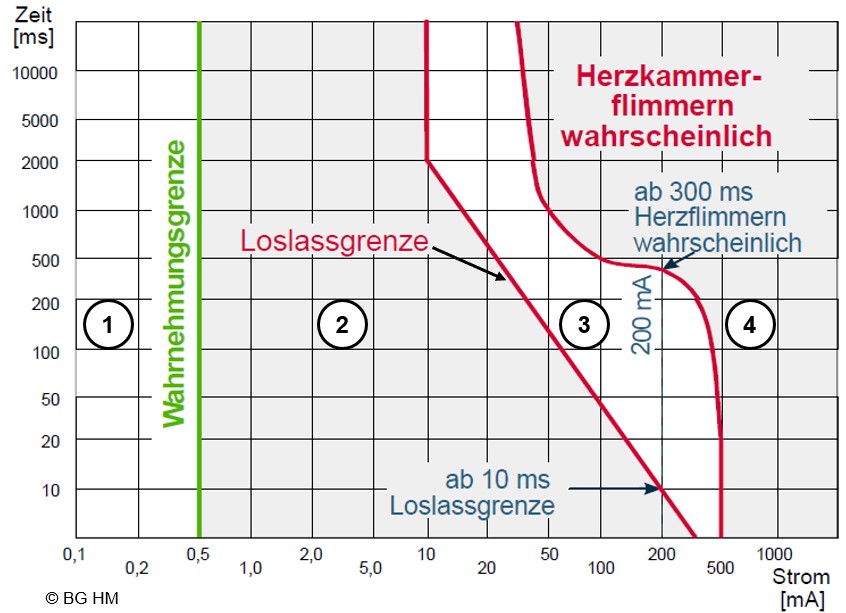 Zeit
[ms]
10000
5000
2000
1000
500
200
100
50
20
10
Wahrnehmungsgrenze
Loslassgrenze
Herzkammer-
flimmern
wahrscheinlich
ab 300 ms
Herzflimmern
wahrscheinlich
200 mA
1
2
3
4
ab 10 ms
Loslassgrenze
0,1
0,2
0,5
1,0
2,0
5,0
10
20
50
100
200
500
1000
Strom
[mA]
© BG HM